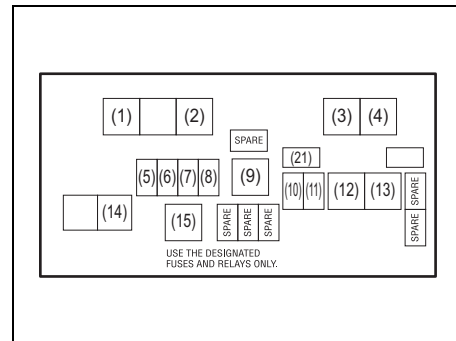 (1) (2) (3) (4)
SPARE
(21)
(5) (6) (7) (8) (9)
(10) (11) (12) (13)
SPARE
(14)
(15)
SPARE SPARE SPARE
SPARE
USE THE DESIGNATED
FUSES AND RELAYS ONLY.